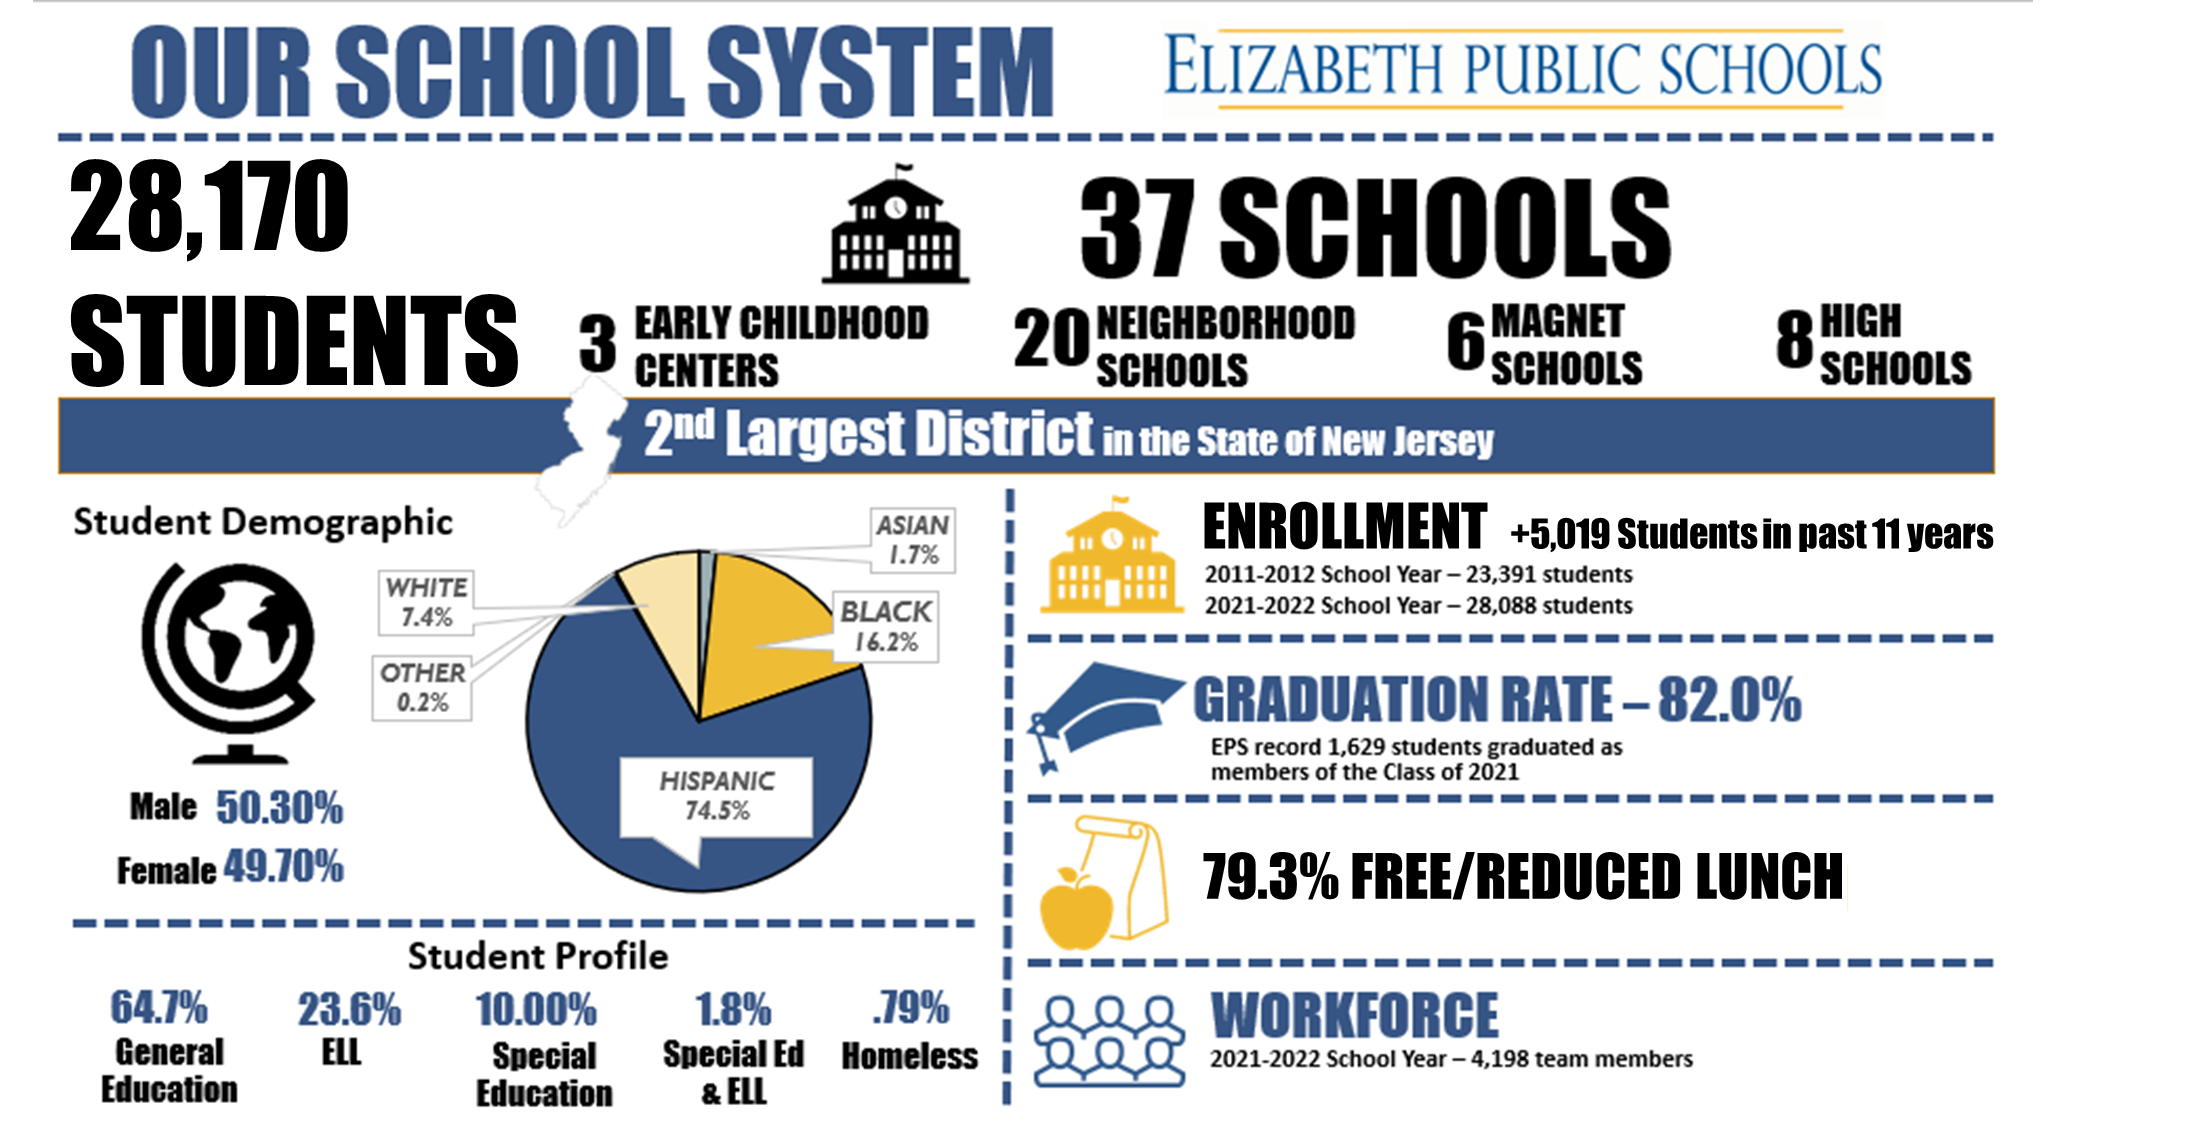 OUR SCHOOL SYSTEM
ELIZABETH PUBLIC SCHOOLS
28,170
STUDENTS
37 SCHOOLS
3 EARLY CHILDHOOD
CENTERS
20 NEIGHBORHOOD
SCHOOLS
6 MAGNET
SCHOOLS
8 HIGH
SCHOOLS
2nd Largest District in the State of New Jersey
Student Demographic
ASIAN
1.7%
WHITE
7.4%
BLACK
16.2%
OTHER
0.2%
HISPANIC
74.5%
Male 50.30%
Female 49.70%
Student Profile
64.7%
General
Education
23.6%
ELL
10.00%
Special
Education
1.8%
Special Ed
& ELL
.79%
Homeless
ENROLLMENT +5,019 Students in past 11 years
2011-2012 School Year – 23,391 students
2021-2022 School Year – 28,088 students
GRADUATION RATE – 82.0%
EPS record 1,629 students graduated as
members of the Class of 2021
79.3% FREE/REDUCED LUNCH
WORKFORCE
2021-2022 School Year – 4,198 team members